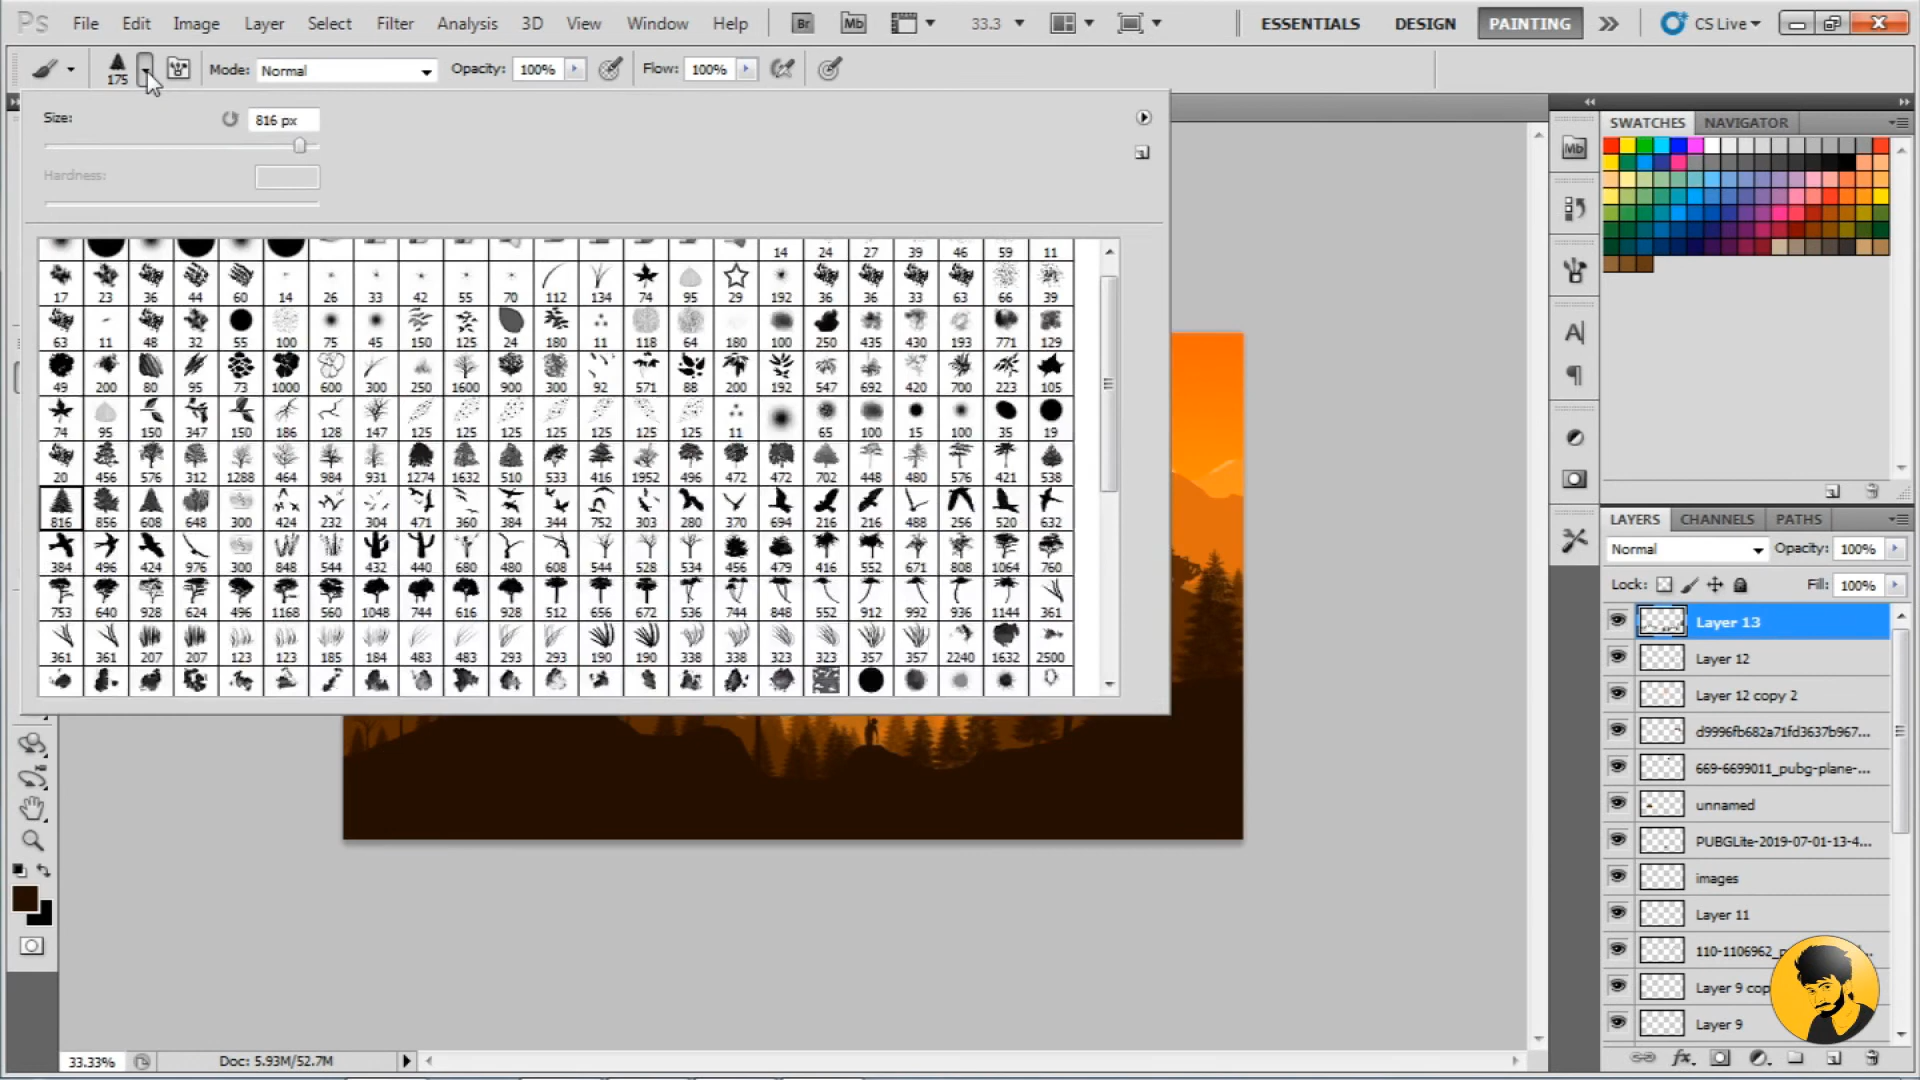 Ps File Edit Image Layer Select Filter Analysis 3D View Window Help Br Mb 33.3 ESSENTIALS DESIGN PAINTING CS Live
175 Mode: Normal Opacity: 100% Flow: 100%
Size: 816 px
Hardness:
14 24 27 39 46 59 11
17 23 36 44 60 14 26 33 42 55 70 112 134 74 95 29 192 36 36 33 63 66 39
63 11 48 32 55 100 75 45 150 125 24 180 11 118 64 180 100 250 435 430 193 771 129
49 200 80 95 73 1000 600 300 250 1600 900 300 92 571 88 200 192 547 692 420 700 223 105
74 95 150 347 150 186 128 147 125 125 125 125 125 125 125 11 65 100 15 100 35 19
20 456 576 312 1288 464 984 931 1274 1632 510 533 416 1952 496 472 472 702 448 480 576 421 538
816 856 608 648 300 424 232 304 471 360 384 344 752 303 280 370 694 216 216 488 256 520 632
384 496 424 976 300 848 544 432 440 680 480 608 544 528 534 456 479 416 552 671 808 1064 760
753 640 928 624 496 1168 560 1048 744 616 928 512 656 672 536 744 848 552 912 992 936 1144 361
361 361 207 207 123 123 185 184 483 483 293 293 190 190 338 338 323 323 357 357 2240 1632 2500
SWATCHES NAVIGATOR
Mb
A
LAYERS CHANNELS PATHS
Normal Opacity: 100%
Lock: Fill: 100%
Layer 13
Layer 12
Layer 12 copy 2
d9996fb682a71fd3637b967...
669-6699011_pubg-plane-...
unnamed
PUBGLite-2019-07-01-13-4...
images
Layer 11
110-1106962_
Layer 9 cop
Layer 9
fx
33.33% Doc: 5.93M/52.7M